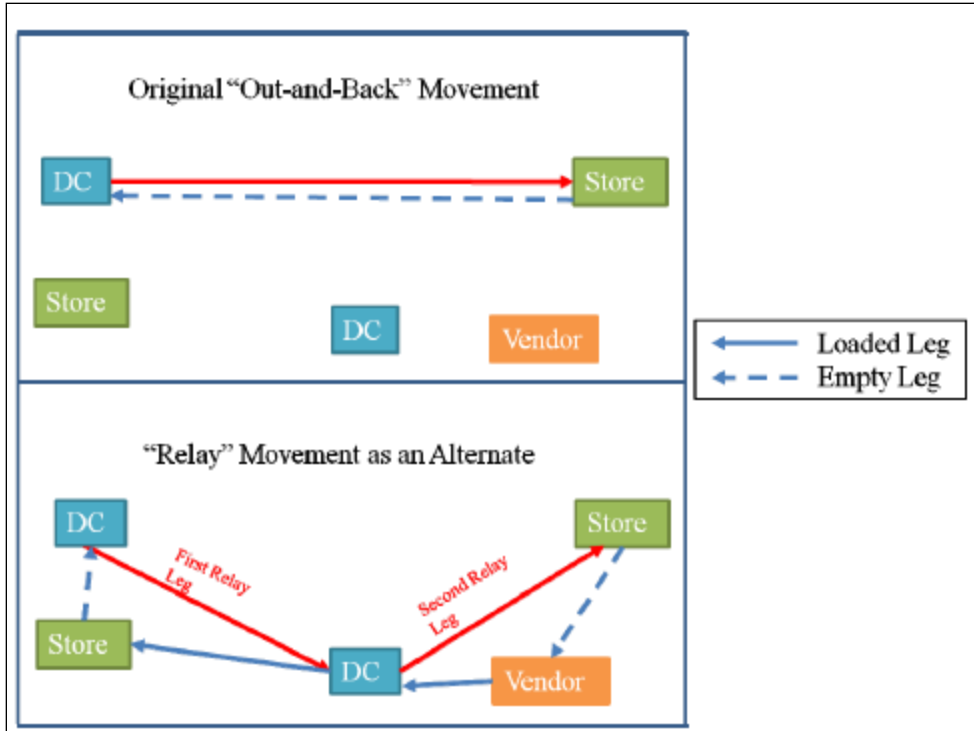 Original “Out-and-Back” Movement
DC
Store
Store
DC
Vendor
Loaded Leg
Empty Leg
“Relay” Movement as an Alternate
DC
Store
First Relay
Leg
Second Relay
Leg
Store
DC
Vendor